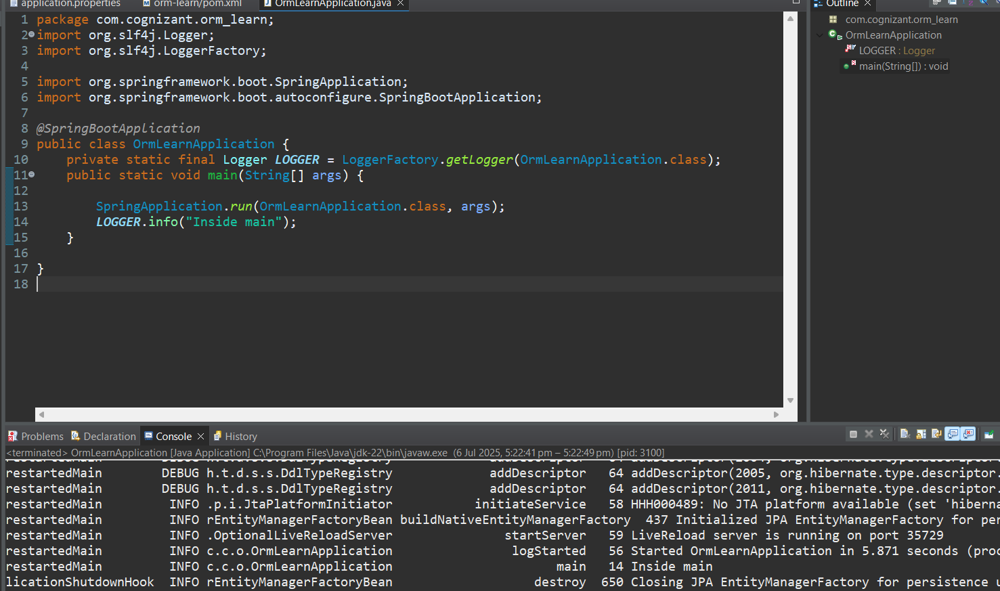 application.properties
orm-learn/pom.xml
OrmLearnApplication.java
Outline
1 package com.cognizant.orm_learn;
2 import org.slf4j.Logger;
3 import org.slf4j.LoggerFactory;
4
5 import org.springframework.boot.SpringApplication;
6 import org.springframework.boot.autoconfigure.SpringBootApplication;
7
8 @SpringBootApplication
9 public class OrmLearnApplication {
10 private static final Logger LOGGER = LoggerFactory.getLogger(OrmLearnApplication.class);
11 public static void main(String[] args) {
12
13 SpringApplication.run(OrmLearnApplication.class, args);
14 LOGGER.info("Inside main");
15 }
16
17 }
18
com.cognizant.orm_learn
OrmLearnApplication
LOGGER : Logger
main(String[]) : void
Problems Declaration Console History
<terminated> OrmLearnApplication [Java Application] C:\Program Files\Java\jdk-22\bin\javaw.exe (6 Jul 2025, 5:22:41 pm – 5:22:49 pm) [pid: 3100]
restartedMain DEBUG h.t.d.s.s.DdlTypeRegistry addDescriptor 64 addDescriptor(2005, org.hibernate.type.descriptor.
restartedMain DEBUG h.t.d.s.s.DdlTypeRegistry addDescriptor 64 addDescriptor(2011, org.hibernate.type.descriptor.
restartedMain INFO .p.i.JtaPlatformInitiator initiateService 58 HHH000489: No JTA platform available (set 'hiberna
restartedMain INFO rEntityManagerFactoryBean buildNativeEntityManagerFactory 437 Initialized JPA EntityManagerFactory for per
restartedMain INFO .OptionalLiveReloadServer startServer 59 LiveReload server is running on port 35729
restartedMain INFO c.c.o.OrmLearnApplication logStarted 56 Started OrmLearnApplication in 5.871 seconds (proc
restartedMain INFO c.c.o.OrmLearnApplication main 14 Inside main
licationShutdownHook INFO rEntityManagerFactoryBean destroy 650 Closing JPA EntityManagerFactory for persistence u